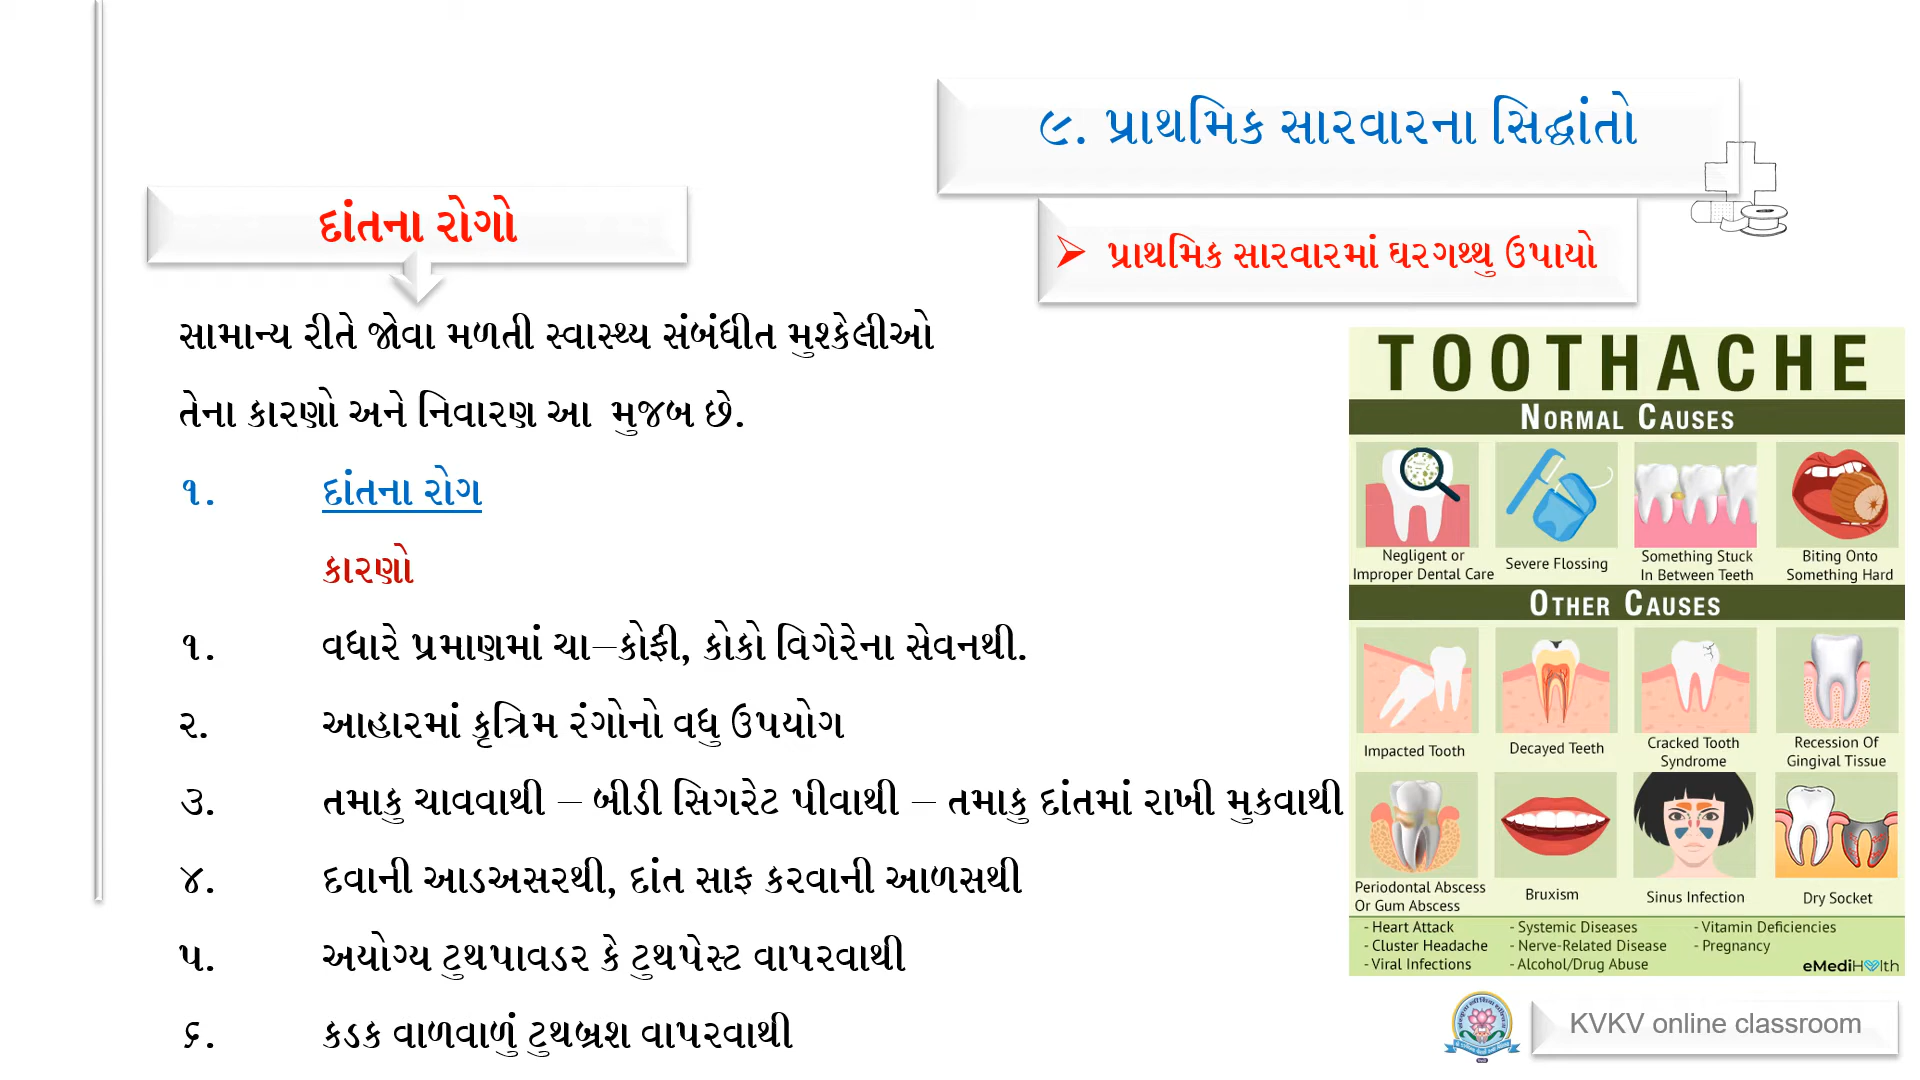 ૯. પ્રાથમિક સારવારના સિદ્ધાંતો
➢ પ્રાથમિક સારવારમાં ઘરગથ્થુ ઉપાયો
દાંતના રોગો
સામાન્ય રીતે જોવા મળતી સ્વાસ્થ્ય સંબંધીત મુશ્કેલીઓ
તેના કારણો અને નિવારણ આ મુજબ છે.
૧. દાંતના રોગ
કારણો
૧. વધારે પ્રમાણમાં ચા–કોફી, કોકો વિગેરેના સેવનથી.
૨. આહારમાં કૃત્રિમ રંગોનો વધુ ઉપયોગ
૩. તમાકુ ચાવવાથી – બીડી સિગરેટ પીવાથી – તમાકુ દાંતમાં રાખી મુકવાથી
૪. દવાની આડઅસરથી, દાંત સાફ કરવાની આળસથી
૫. અયોગ્ય ટુથપાવડર કે ટુથપેસ્ટ વાપરવાથી
૬. કડક વાળવાળું ટુથબ્રશ વાપરવાથી
TOOTHACHE
NORMAL CAUSES
Negligent or
Improper Dental Care
Severe Flossing
Something Stuck
In Between Teeth
Biting Onto
Something Hard
OTHER CAUSES
Impacted Tooth
Decayed Teeth
Cracked Tooth
Syndrome
Recession Of
Gingival Tissue
Periodontal Abscess
Or Gum Abscess
Bruxism
Sinus Infection
Dry Socket
- Heart Attack
- Cluster Headache
- Viral Infections
- Systemic Diseases
- Nerve-Related Disease
- Alcohol/Drug Abuse
- Vitamin Deficiencies
- Pregnancy
eMediHealth
KVKV online classroom